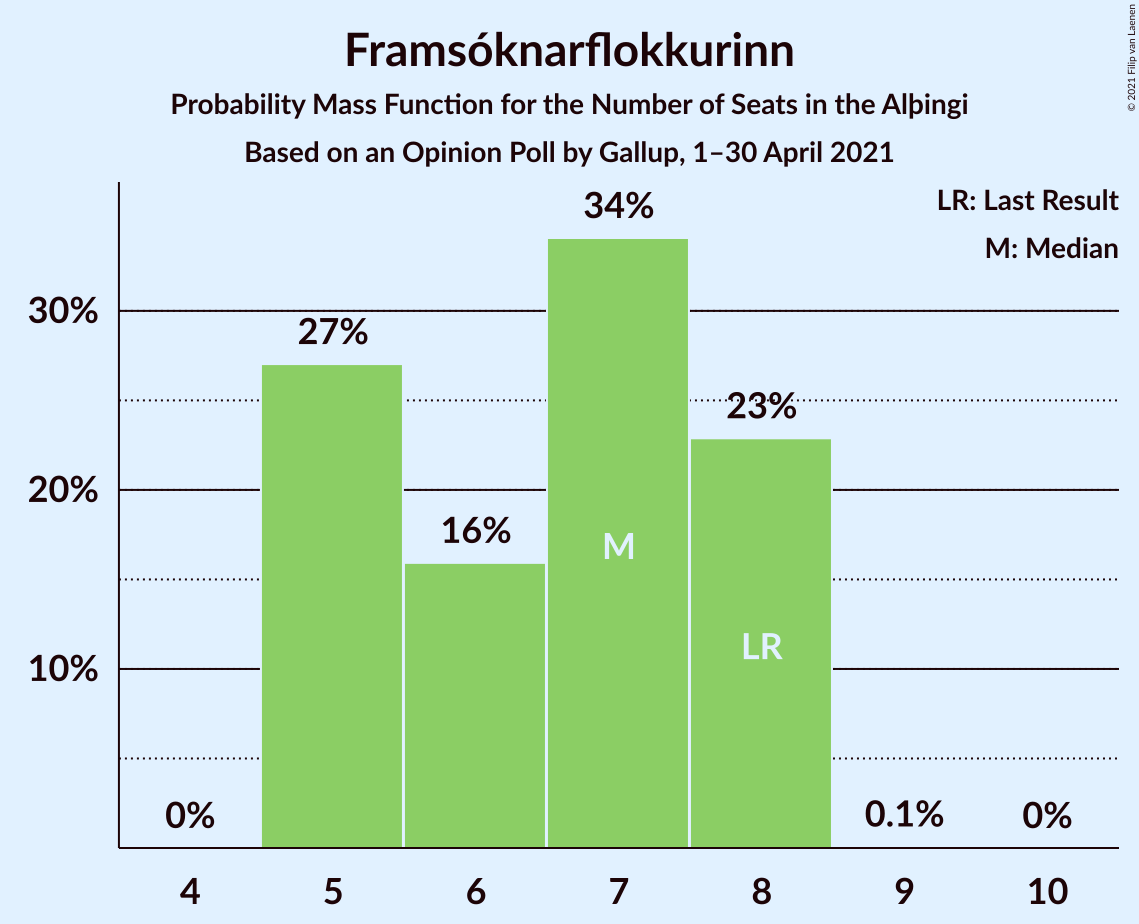 Framsóknarflokkurinn
Probability Mass Function for the Number of Seats in the Alþingi
Based on an Opinion Poll by Gallup, 1–30 April 2021
© 2021 Filip van Laenen
LR: Last Result
M: Median
34%
30%
27%
23%
20%
16%
M
LR
10%
0%
0.1%
0%
4 5 6 7 8 9 10